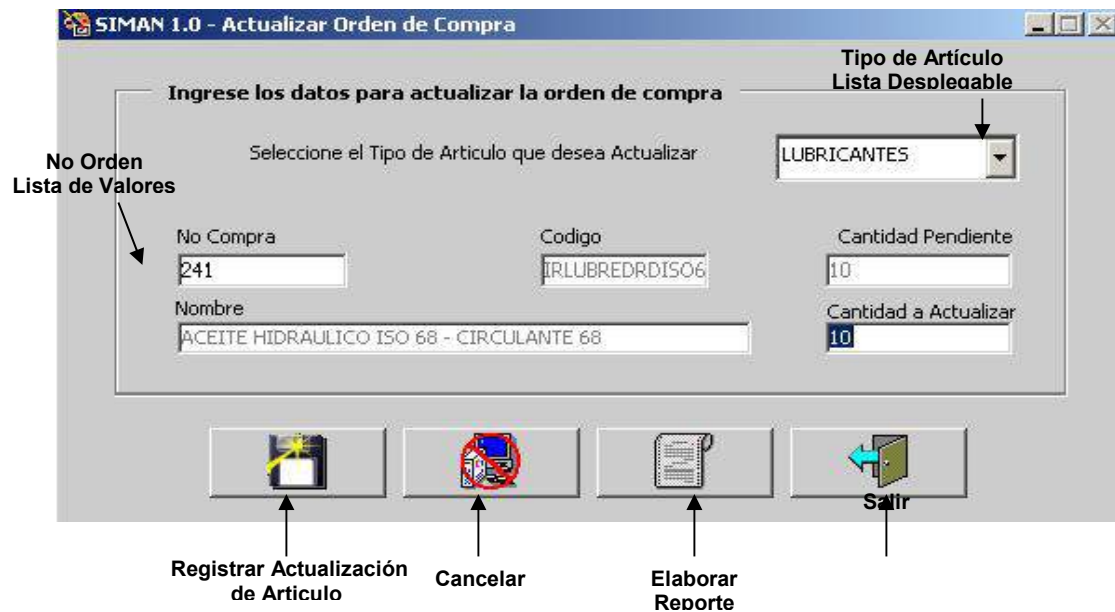 SIMAN 1.0 - Actualizar Orden de Compra
Tipo de Artículo
Lista Desplegable
Ingrese los datos para actualizar la orden de compra
Seleccione el Tipo de Articulo que desea Actualizar
LUBRICANTES
No Orden
Lista de Valores
No Compra
Codigo
Cantidad Pendiente
241
IRLUBREDRDISO6
10
Nombre
Cantidad a Actualizar
ACEITE HIDRAULICO ISO 68 - CIRCULANTE 68
10
Salir
Registrar Actualización
de Articulo
Cancelar
Elaborar
Reporte